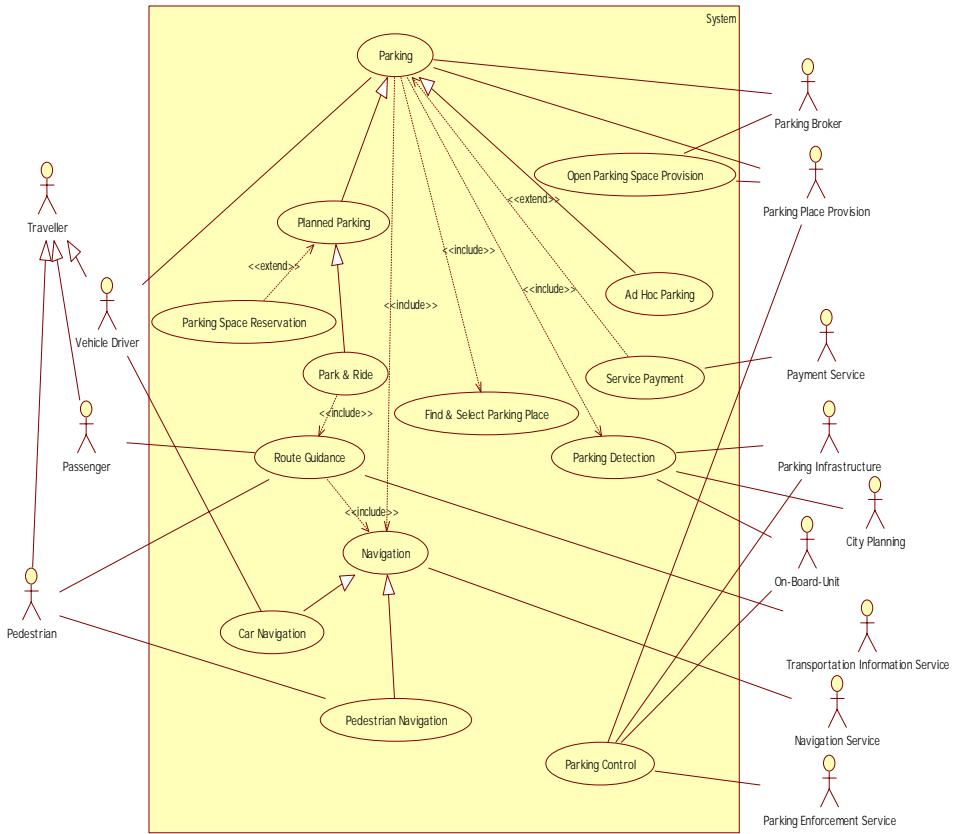 System
Parking
Parking Broker
Open Parking Space Provision
<<extend>>
Parking Place Provision
Traveller
Planned Parking
<<include>>
<<extend>>
<<include>>
Ad Hoc Parking
<<include>>
Parking Space Reservation
Vehicle Driver
Park & Ride
Service Payment
Payment Service
<<include>>
Find & Select Parking Place
Passenger
Route Guidance
Parking Detection
Parking Infrastructure
<<include>>
City Planning
Navigation
On-Board-Unit
Pedestrian
Car Navigation
Transportation Information Service
Pedestrian Navigation
Navigation Service
Parking Control
Parking Enforcement Service